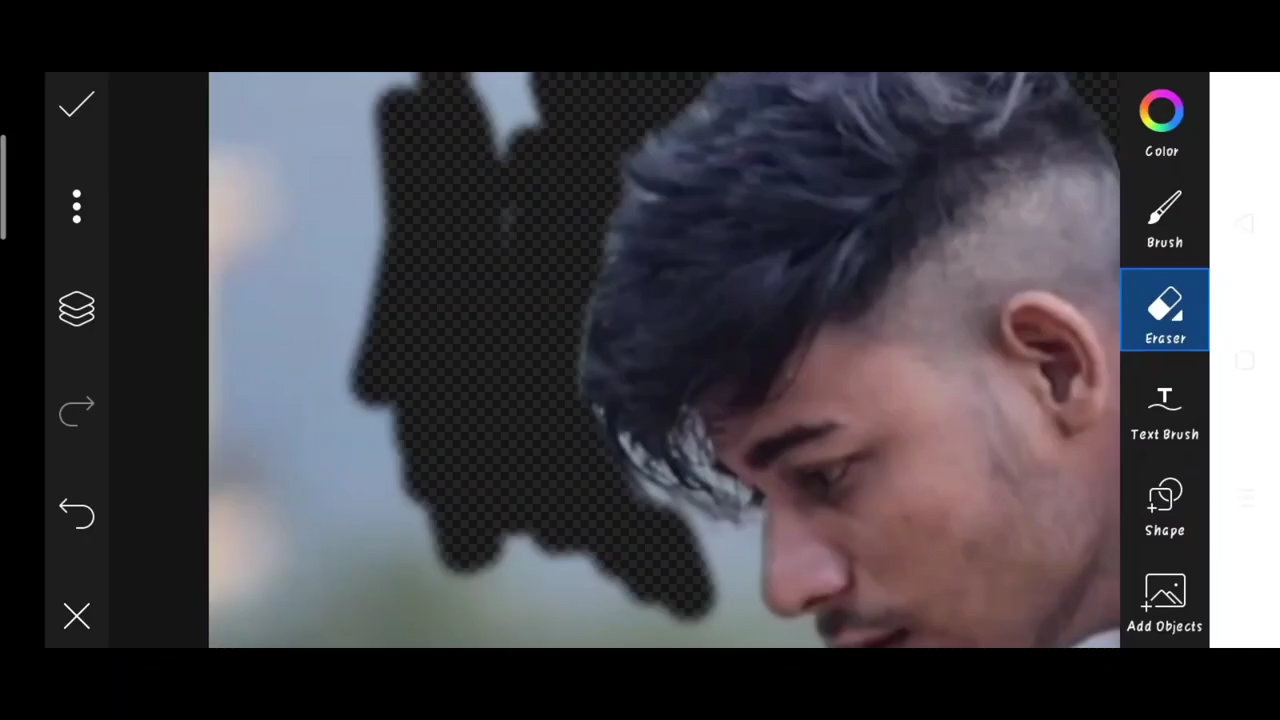 Color
Brush
Eraser
Text Brush
Shape
Add Objects